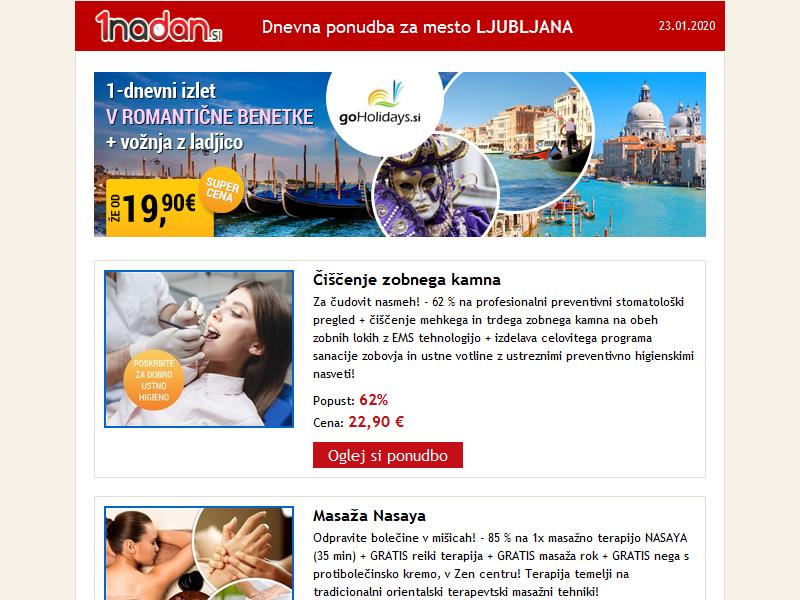 1nadan.si
Dnevna ponudba za mesto LJUBLJANA
23.01.2020
1-dnevni izlet
V ROMANTIČNE BENETKE
+ vožnja z ladjico
ŽE OD 19,90€
SUPER
CENA
goHolidays.si
POSKRBITE
ZA DOBRO
USTNO
HIGIENO
Čiščenje zobnega kamna
Za čudovit nasmeh! - 62 % na profesionalni preventivni stomatološki
pregled + čiščenje mehkega in trdega zobnega kamna na obeh
zobnih lokih z EMS tehnologijo + izdelava celovitega programa
sanacije zobovja in ustne votline z ustreznimi preventivno higienskimi
nasveti!
Popust: 62%
Cena: 22,90 €
Oglej si ponudbo
Masaža Nasaya
Odpravite bolečine v mišicah! - 85 % na 1x masažno terapijo NASAYA
(35 min) + GRATIS reiki terapija + GRATIS masaža rok + GRATIS nega s
protibolečinsko kremo, v Zen centru! Terapija temelji na
tradicionalni orientalski terapevtski masažni tehniki!